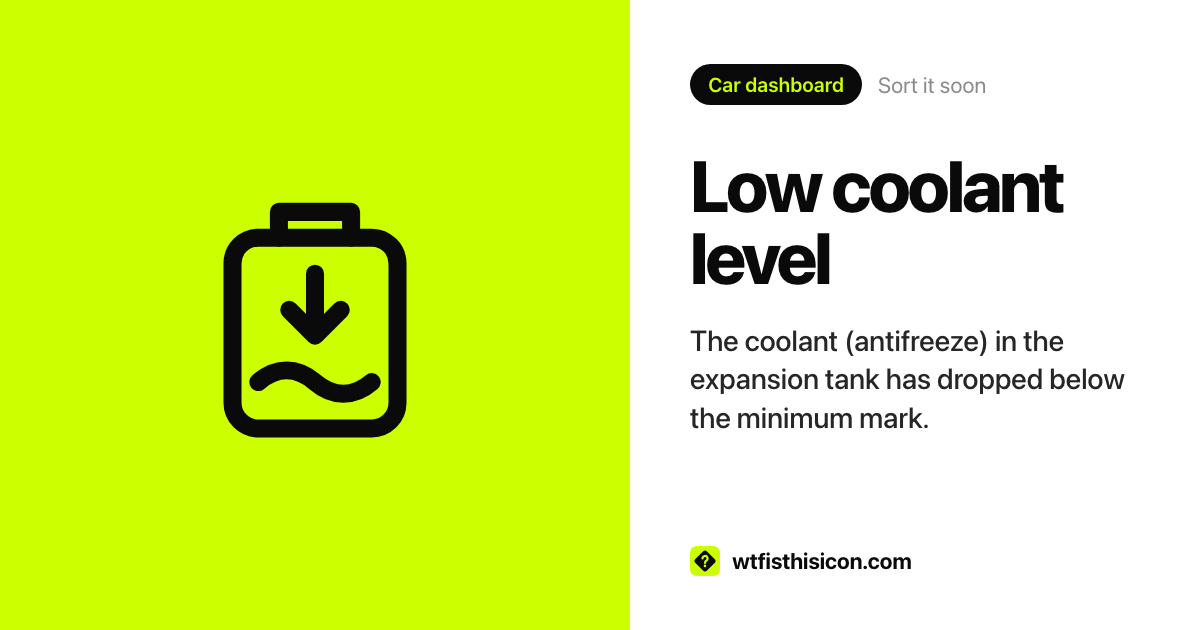 Car dashboard
Sort it soon
Low coolant
level
The coolant (antifreeze) in the
expansion tank has dropped below
the minimum mark.
?
wtfisthisicon.com